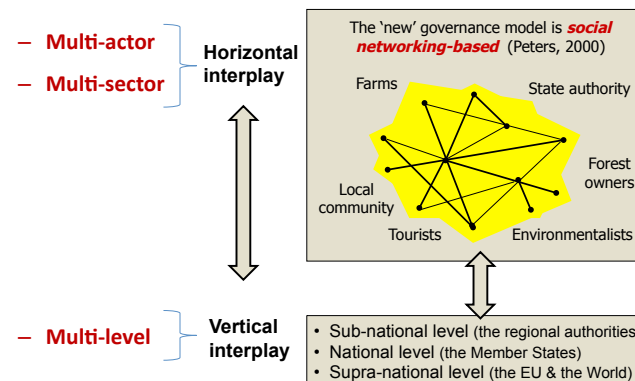 – Multi-actor
– Multi-sector
Horizontal
interplay
The ‘new’ governance model is social
networking-based (Peters, 2000)
Farms
State authority
Forest
owners
Local
community
Tourists
Environmentalists
– Multi-level
Vertical
interplay
• Sub-national level (the regional authorities)
• National level (the Member States)
• Supra-national level (the EU & the World)